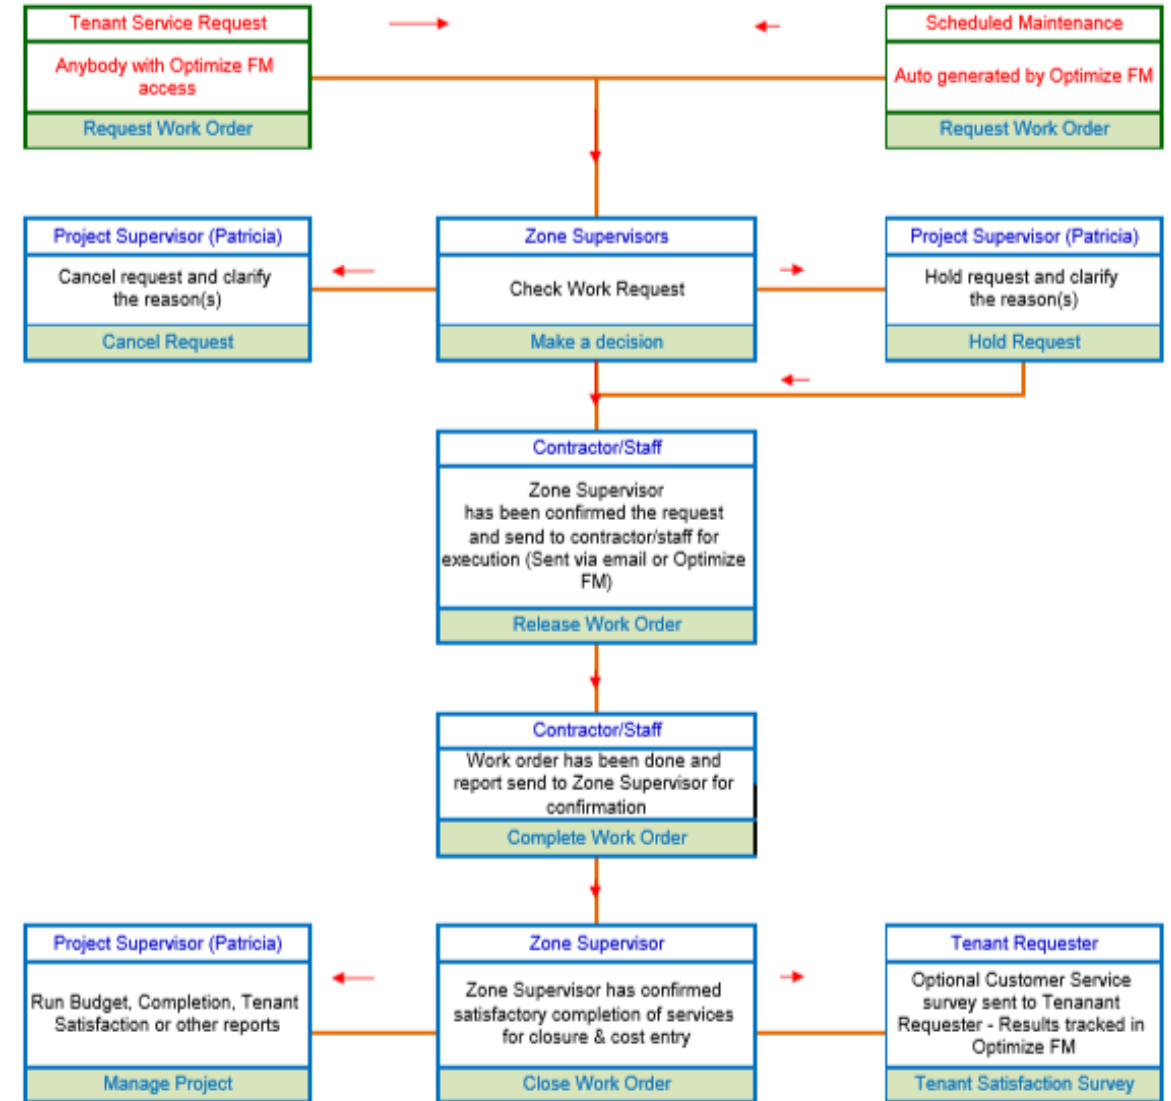 Tenant Service Request
Anybody with Optimize FM
access
Request Work Order
Scheduled Maintenance
Auto generated by Optimize FM
Request Work Order
Project Supervisor (Patricia)
Cancel request and clarify
the reason(s)
Cancel Request
Zone Supervisors
Check Work Request
Make a decision
Project Supervisor (Patricia)
Hold request and clarify
the reason(s)
Hold Request
Contractor/Staff
Zone Supervisor
has been confirmed the request
and send to contractor/staff for
execution (Sent via email or Optimize
FM)
Release Work Order
Contractor/Staff
Work order has been done and
report send to Zone Supervisor for
confirmation
Complete Work Order
Project Supervisor (Patricia)
Run Budget, Completion, Tenant
Satisfaction or other reports
Manage Project
Zone Supervisor
Zone Supervisor has confirmed
satisfactory completion of services
for closure & cost entry
Close Work Order
Tenant Requester
Optional Customer Service
survey sent to Tenanant
Requester - Results tracked in
Optimize FM
Tenant Satisfaction Survey